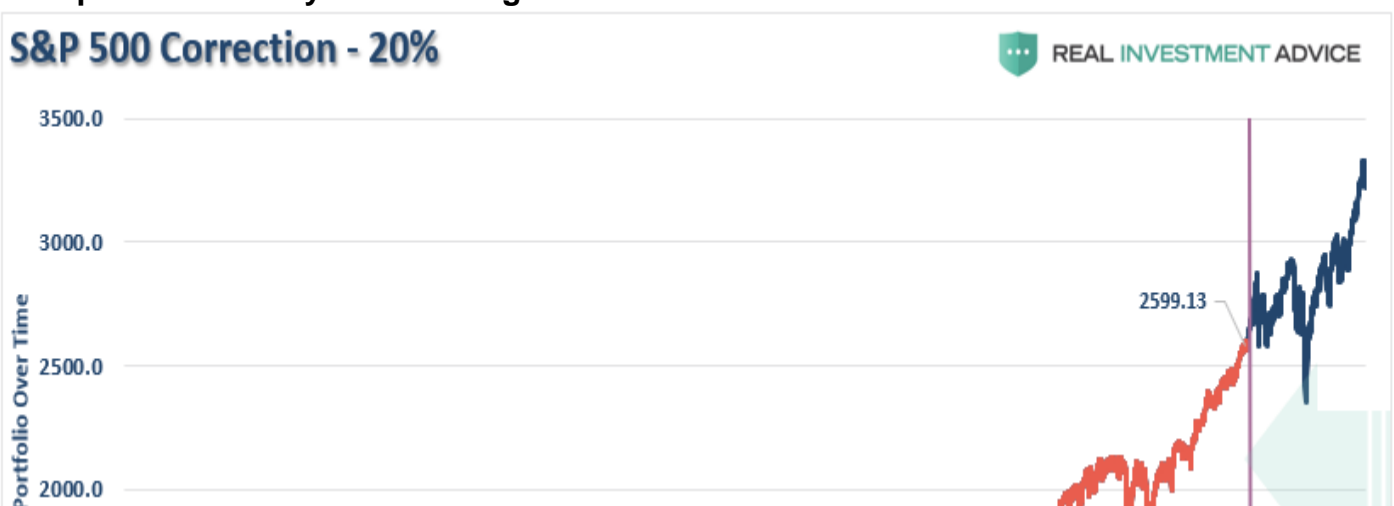 S&P 500 Correction - 20%
REAL INVESTMENT ADVICE
3500.0
3000.0
2599.13
2500.0
2000.0
Portfolio Over Time